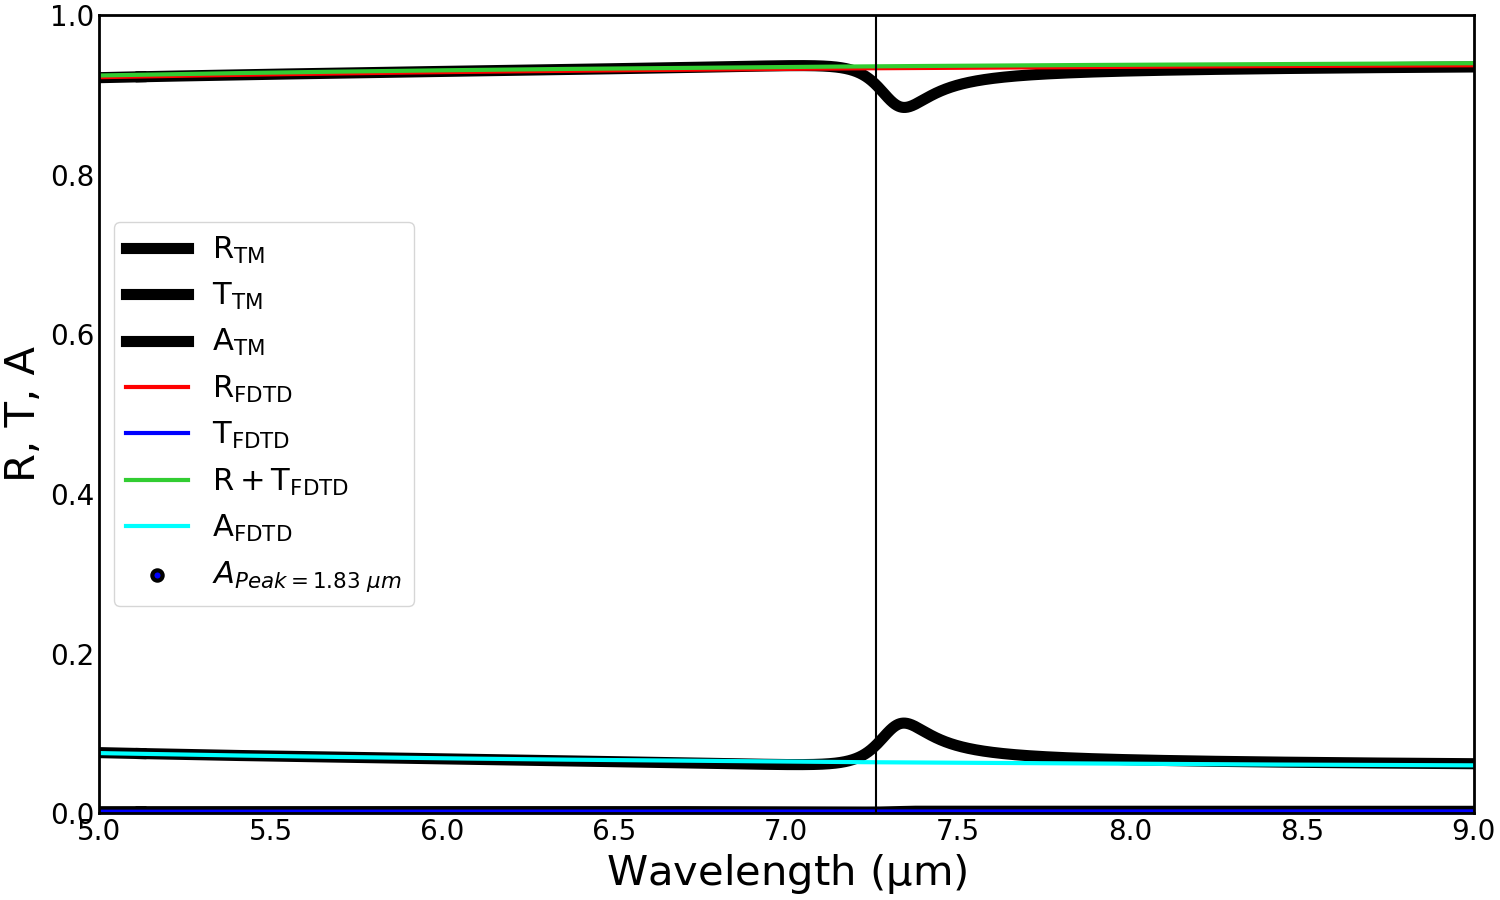 1.0
0.8
0.6
0.4
0.2
0.0
R, T, A
R_TM
T_TM
A_TM
R_FDTD
T_FDTD
R + T_FDTD
A_FDTD
A_Peak = 1.83 μm
5.0 5.5 6.0 6.5 7.0 7.5 8.0 8.5 9.0
Wavelength (μm)